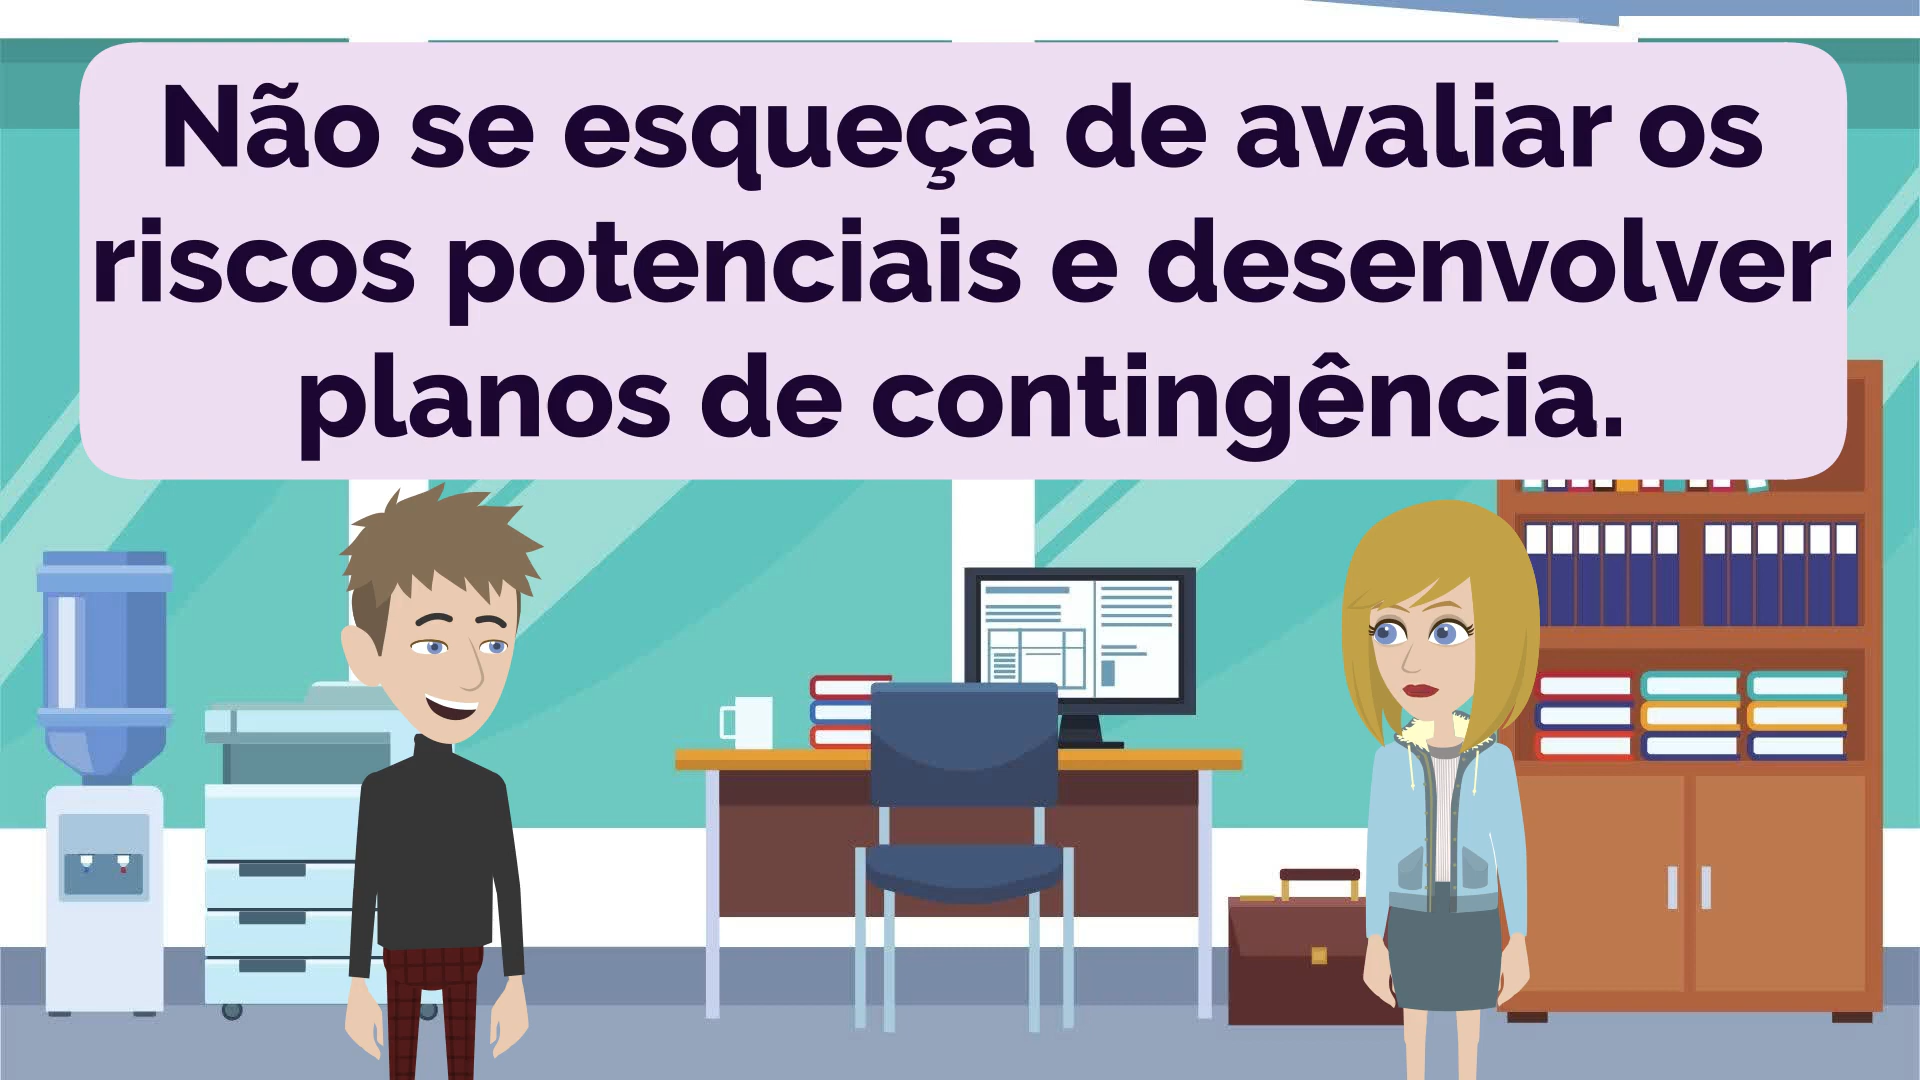 Não se esqueça de avaliar os
riscos potenciais e desenvolver
planos de contingência.